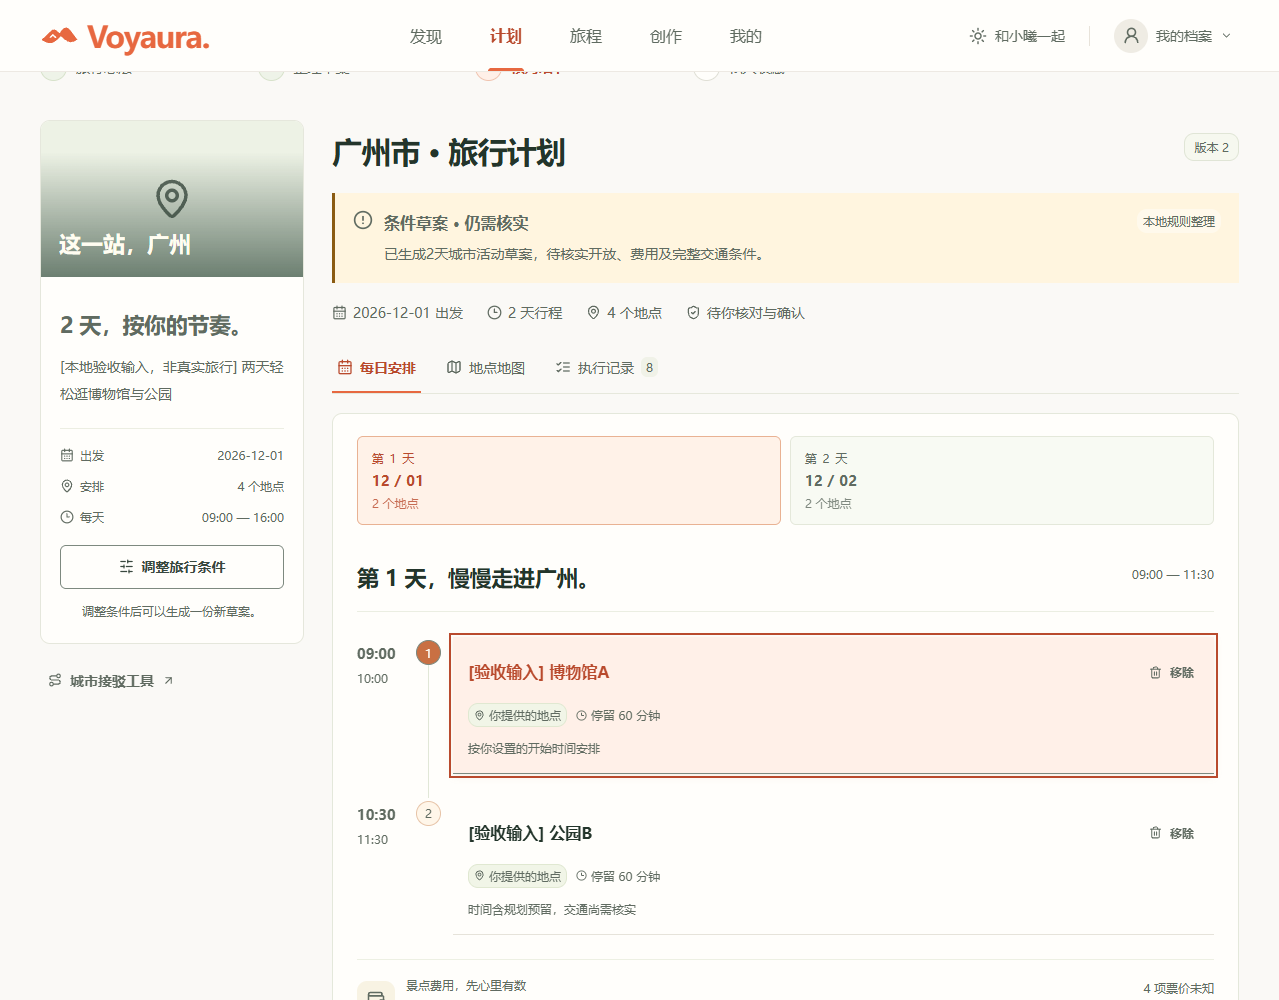 Voyaura.
发现
计划
旅程
创作
我的
和小曦一起
我的档案
这一站，广州
2 天，按你的节奏。
[本地验收输入，非真实旅行] 两天轻
松逛博物馆与公园
出发 2026-12-01
安排 4 个地点
每天 09:00 — 16:00
调整旅行条件
调整条件后可以生成一份新草案。
城市接驳工具
广州市 • 旅行计划
版本 2
条件草案 • 仍需核实
本地规则整理
已生成2天城市活动草案，待核实开放、费用及完整交通条件。
2026-12-01 出发
2 天行程
4 个地点
待你核对与确认
每日安排
地点地图
执行记录 8
第 1 天
12 / 01
2 个地点
第 2 天
12 / 02
2 个地点
第 1 天，慢慢走进广州。
09:00 — 11:30
09:00
10:00
1
[验收输入] 博物馆A
移除
你提供的地点
停留 60 分钟
按你设置的开始时间安排
10:30
11:30
2
[验收输入] 公园B
移除
你提供的地点
停留 60 分钟
时间含规划预留，交通尚需核实
景点费用，先心里有数
4 项票价未知